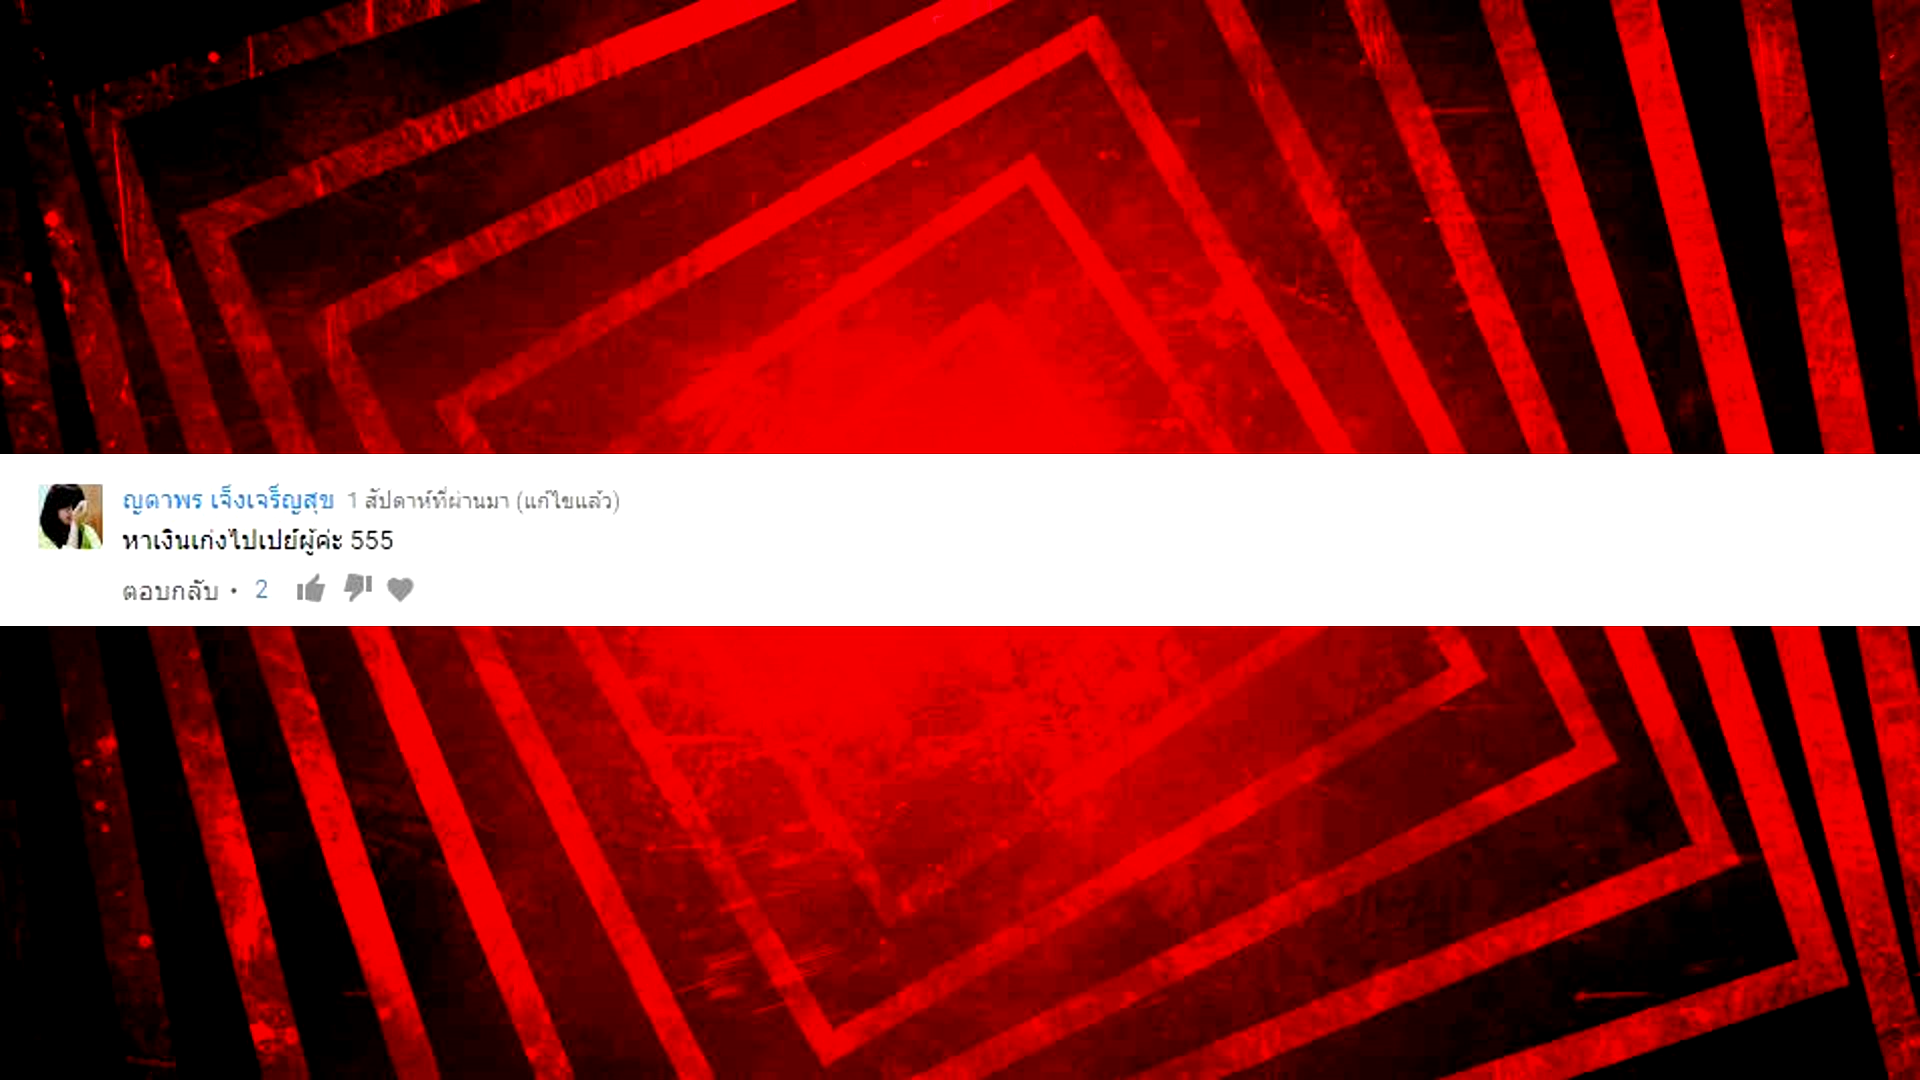 ญดาพร เจ็งเจร็ญสุข 1 สัปดาห์ที่ผ่านมา (แก้ไขแล้ว)
หาเงินเก่งไปเปย์ผู้ค่ะ 555
ตอบกลับ • 2